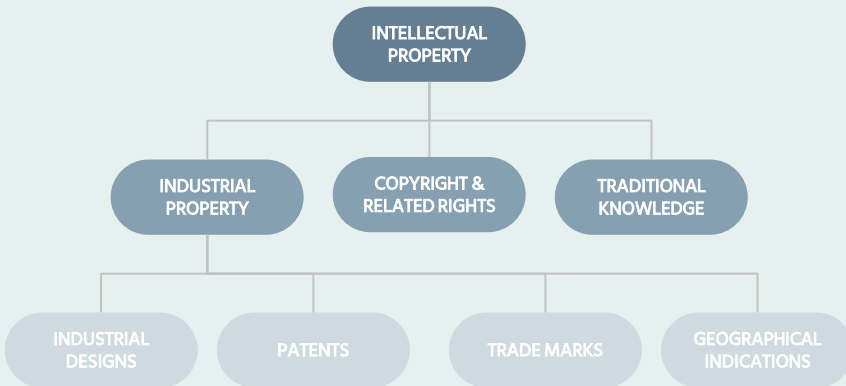 INTELLECTUAL
PROPERTY
INDUSTRIAL
PROPERTY
COPYRIGHT &
RELATED RIGHTS
TRADITIONAL
KNOWLEDGE
INDUSTRIAL
DESIGNS
PATENTS
TRADE MARKS
GEOGRAPHICAL
INDICATIONS